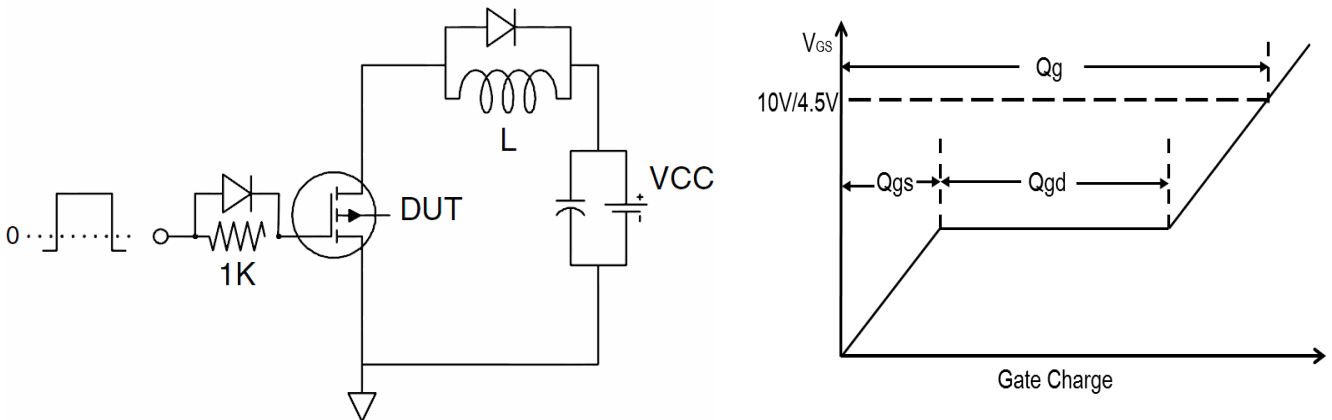 L
VCC
DUT
0
1K
VGS
Qg
10V/4.5V
Qgs
Qgd
Gate Charge